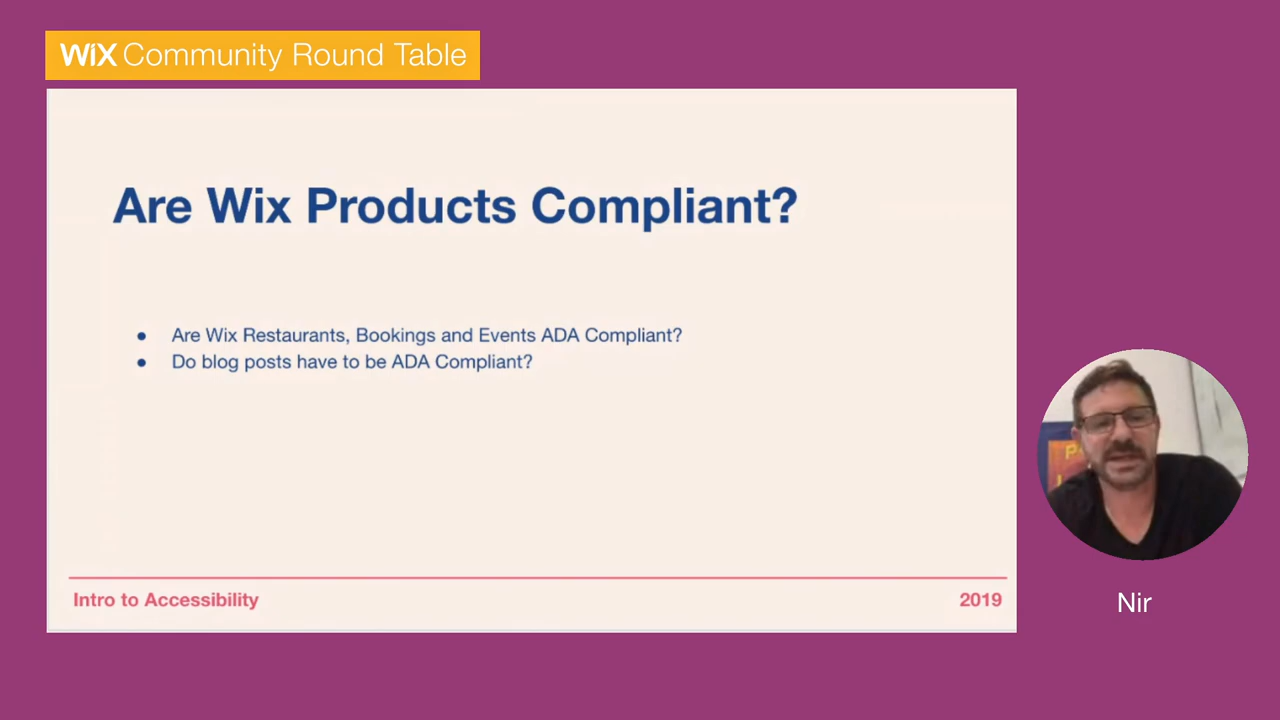 WiX Community Round Table
Are Wix Products Compliant?
● Are Wix Restaurants, Bookings and Events ADA Compliant?
● Do blog posts have to be ADA Compliant?
Intro to Accessibility
2019
Nir